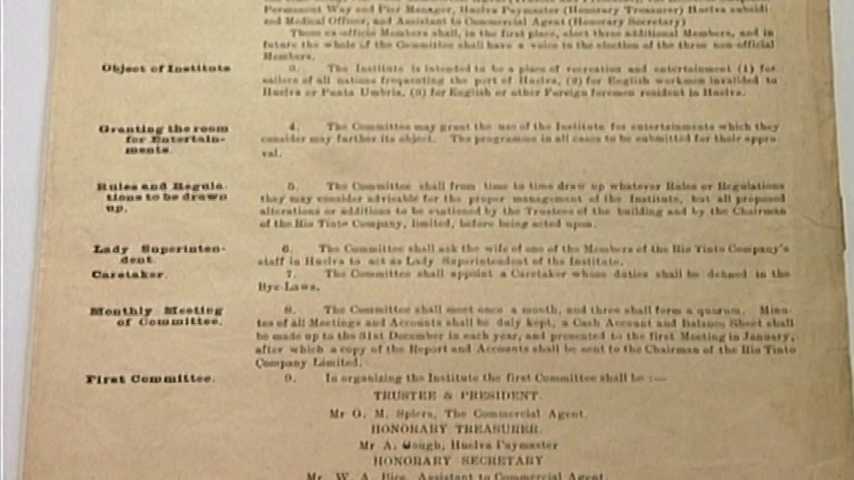 Permanent Way and Pier Manager, Huelva Paymaster (Honorary Treasurer) Huelva subsidi-
and Medical Officer, and Assistant to Commercial Agent (Honorary Secretary)
These ex-officio Members shall, in the first place, elect three additional Members, and in
future the whole of the Committee shall have a voice in the election of the three non-official
Members.
Object of Institute 3. The Institute is intended to be a place of recreation and entertainment (1) for
sailors of all nations frequenting the port of Huelva, (2) for English workmen invalided to
Huelva or Punta Umbria, (3) for English or other Foreign foremen resident in Huelva.
Granting the room 4. The Committee may grant the use of the Institute for entertainments which they
for Entertain- consider may further its object. The programme in all cases to be submitted for their appro-
ments. val.
Rules and Regula- 5. The Committee shall from time to time draw up whatever Rules or Regulations
tions to be drawn they may consider advisable for the proper management of the Institute, but all proposed
up. alterations or additions to be sanctioned by the Trustees of the building and by the Chairman
of the Rio Tinto Company, limited, before being acted upon.
Lady Superinten- 6. The Committee shall ask the wife of one of the Members of the Rio Tinto Company's
dent. staff in Huelva to act as Lady Superintendent of the Institute.
Caretaker. 7. The Committee shall appoint a Caretaker whose duties shall be defined in the
Bye-Laws.
Monthly Meeting 8. The Committee shall meet once a month, and three shall form a quorum. Minu-
of Committee. tes of all Meetings and Accounts shall be duly kept, a Cash Account and Balance Sheet shall
be made up to the 31st December in each year, and presented to the first Meeting in January,
after which a copy of the Report and Accounts shall be sent to the Chairman of the Rio Tinto
Company Limited.
First Committee. 9. In organizing the Institute the first Committee shall be :—
TRUSTEE & PRESIDENT.
Mr O. M. Spiers, The Commercial Agent.
HONORARY TREASURER.
Mr A. Gough, Huelva Paymaster
HONORARY SECRETARY
Mr. W. A. Rice, Assistant to Commercial Agent.